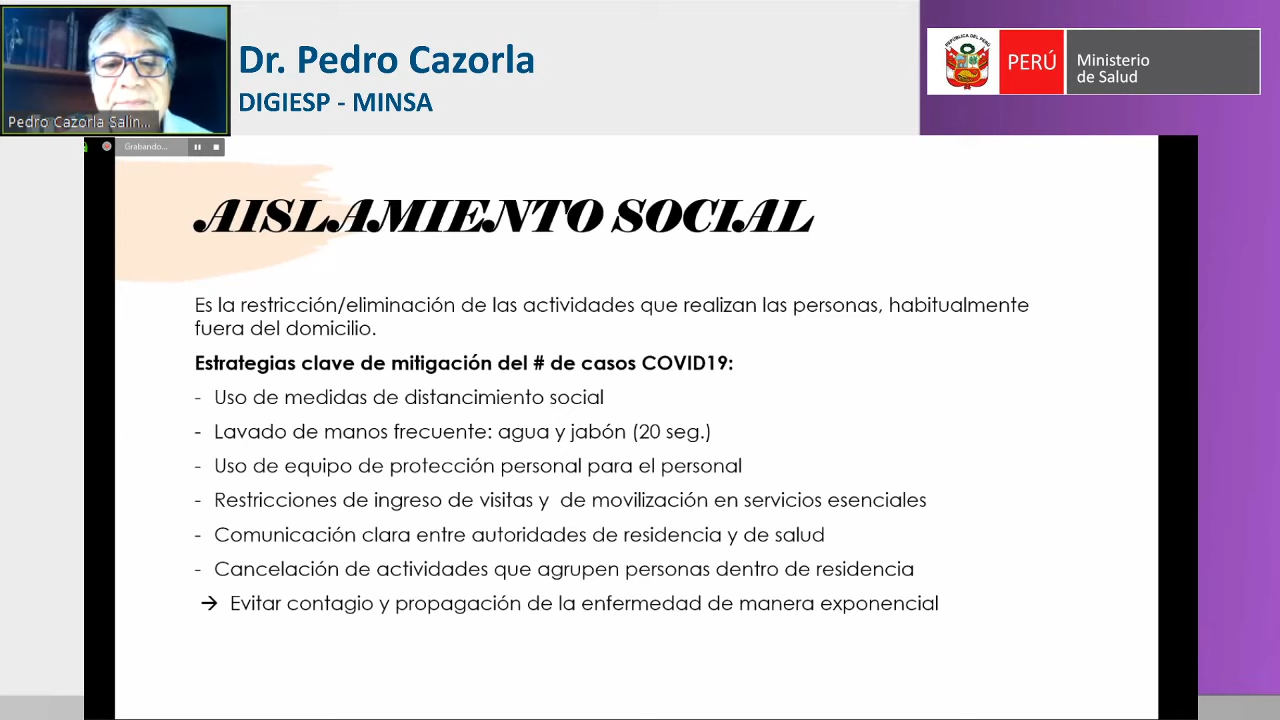 Dr. Pedro Cazorla
DIGIESP - MINSA
PERÚ
Ministerio
de Salud
Pedro Cazorla Salin...
Grabando...
AISLAMIENTO SOCIAL
Es la restricción/eliminación de las actividades que realizan las personas, habitualmente
fuera del domicilio.
Estrategias clave de mitigación del # de casos COVID19:
- Uso de medidas de distancimiento social
- Lavado de manos frecuente: agua y jabón (20 seg.)
- Uso de equipo de protección personal para el personal
- Restricciones de ingreso de visitas y de movilización en servicios esenciales
- Comunicación clara entre autoridades de residencia y de salud
- Cancelación de actividades que agrupen personas dentro de residencia
→ Evitar contagio y propagación de la enfermedad de manera exponencial